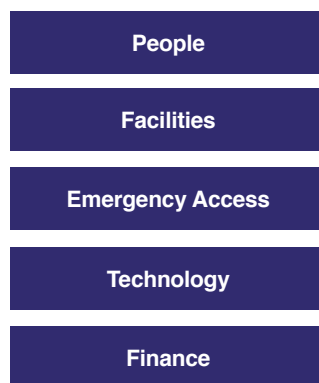 People
Facilities
Emergency Access
Technology
Finance